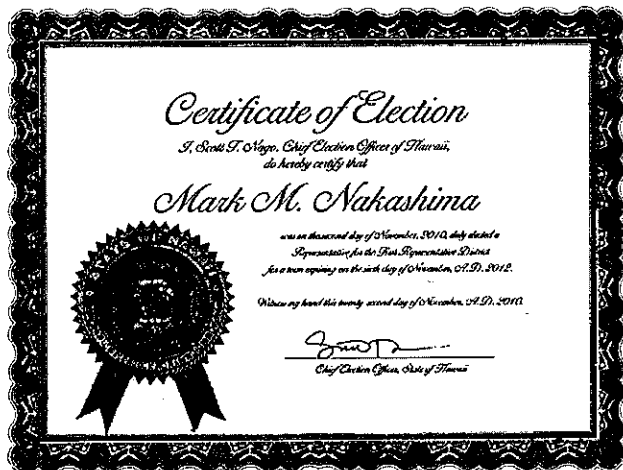 Certificate of Election
I, Scott T. Nago, Chief Election Officer of Hawaii,
do hereby certify that
Mark M. Nakashima
was on the second day of November, 2010, duly elected a
Representative for the First Representative District
for a term expiring on the sixth day of November, A.D. 2012.
Witness my hand this twenty second day of November, A.D. 2010.
Chief Election Officer, State of Hawaii
STATE OF